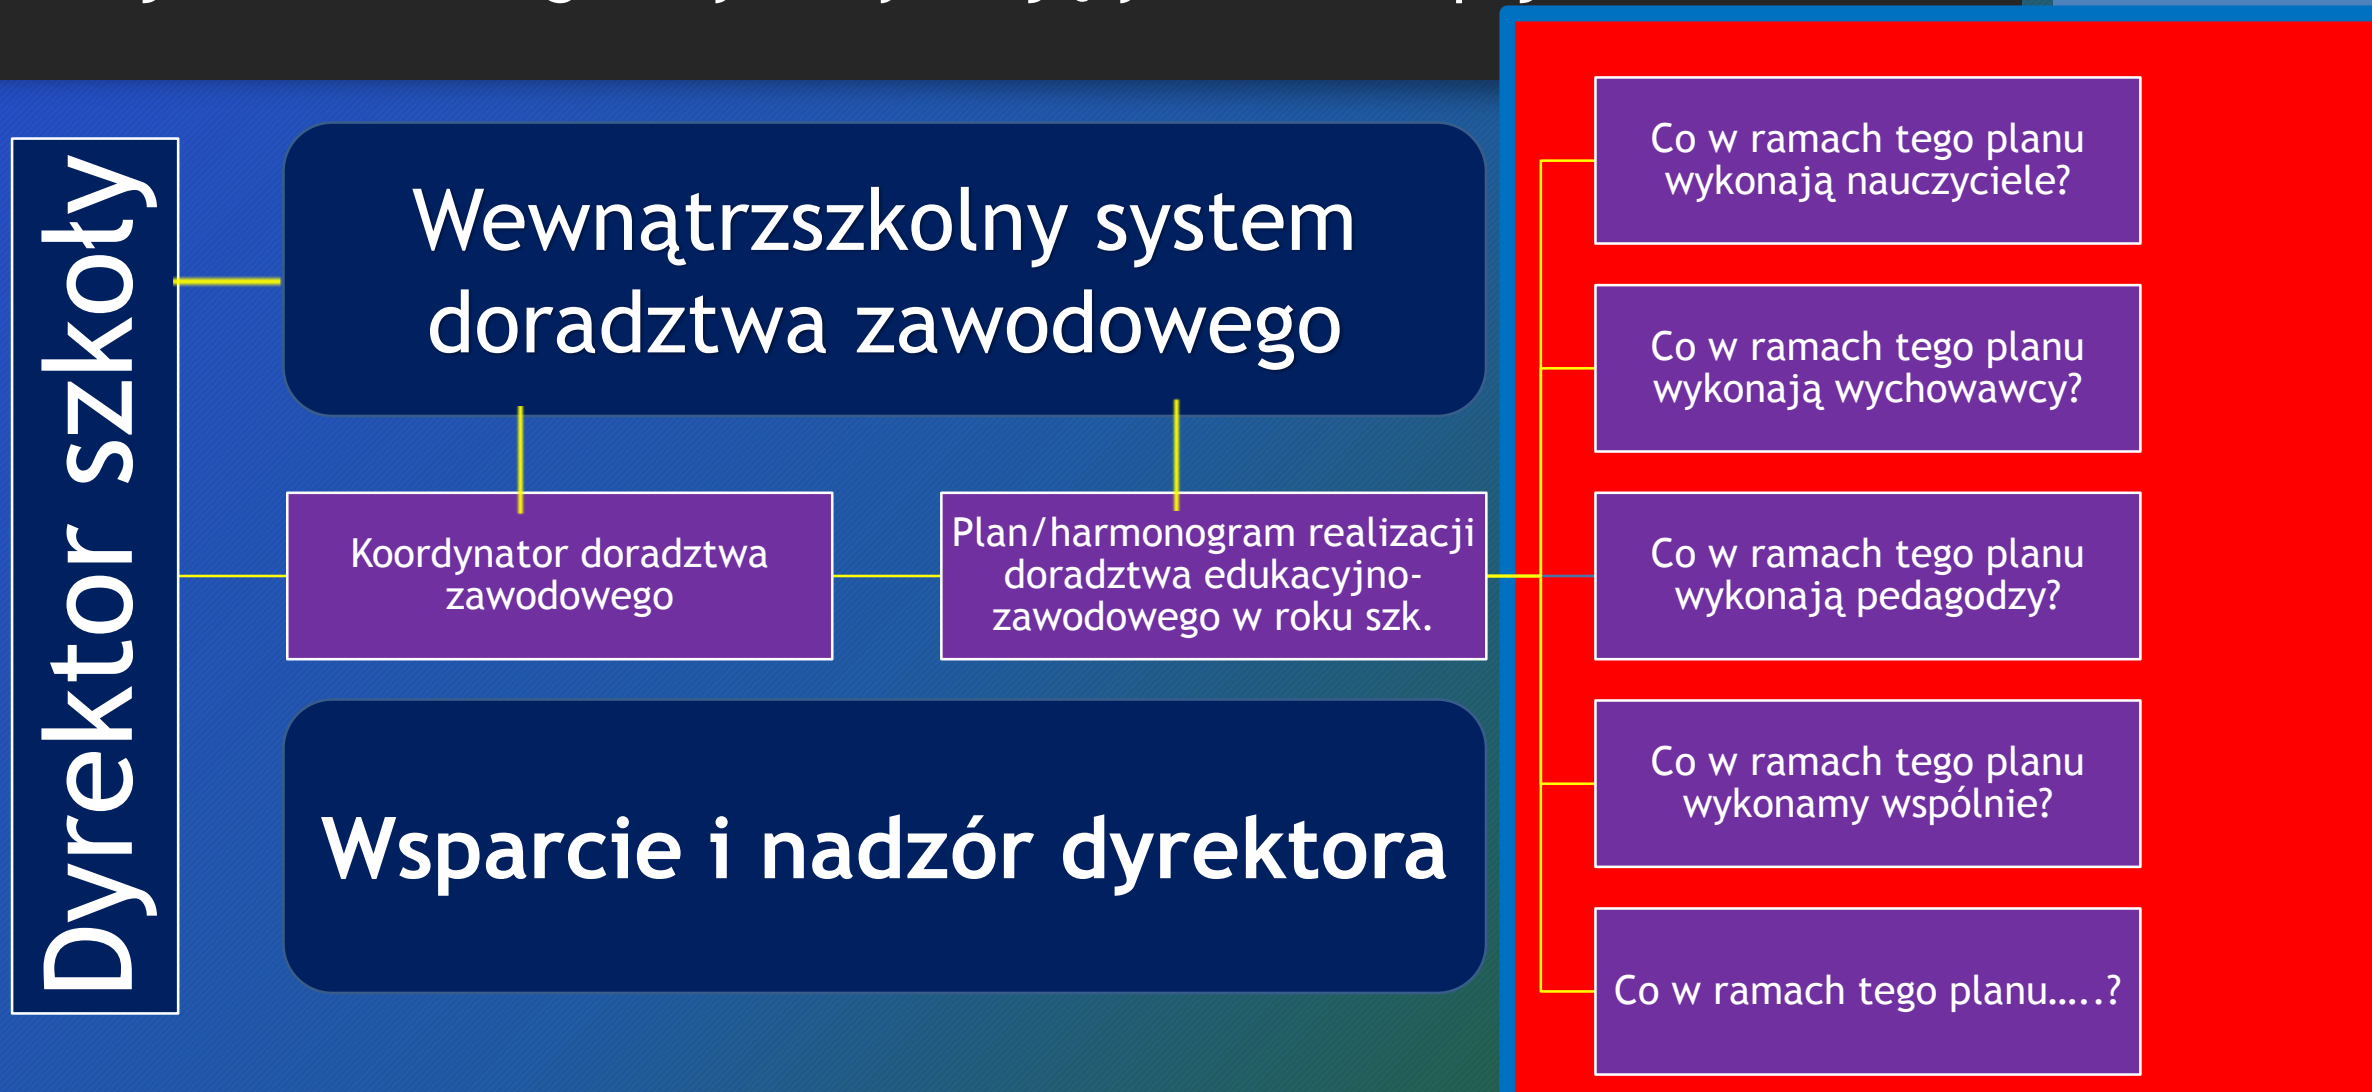 Dyrektor szkoły
Wewnątrzszkolny system
doradztwa zawodowego
Koordynator doradztwa
zawodowego
Plan/harmonogram realizacji
doradztwa edukacyjno-
zawodowego w roku szk.
Wsparcie i nadzór dyrektora
Co w ramach tego planu
wykonają nauczyciele?
Co w ramach tego planu
wykonają wychowawcy?
Co w ramach tego planu
wykonają pedagodzy?
Co w ramach tego planu
wykonamy wspólnie?
Co w ramach tego planu…..?